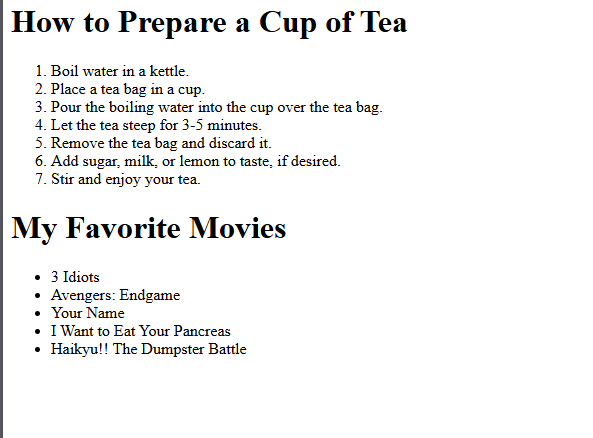 How to Prepare a Cup of Tea
1. Boil water in a kettle.
2. Place a tea bag in a cup.
3. Pour the boiling water into the cup over the tea bag.
4. Let the tea steep for 3-5 minutes.
5. Remove the tea bag and discard it.
6. Add sugar, milk, or lemon to taste, if desired.
7. Stir and enjoy your tea.
My Favorite Movies
• 3 Idiots
• Avengers: Endgame
• Your Name
• I Want to Eat Your Pancreas
• Haikyu!! The Dumpster Battle